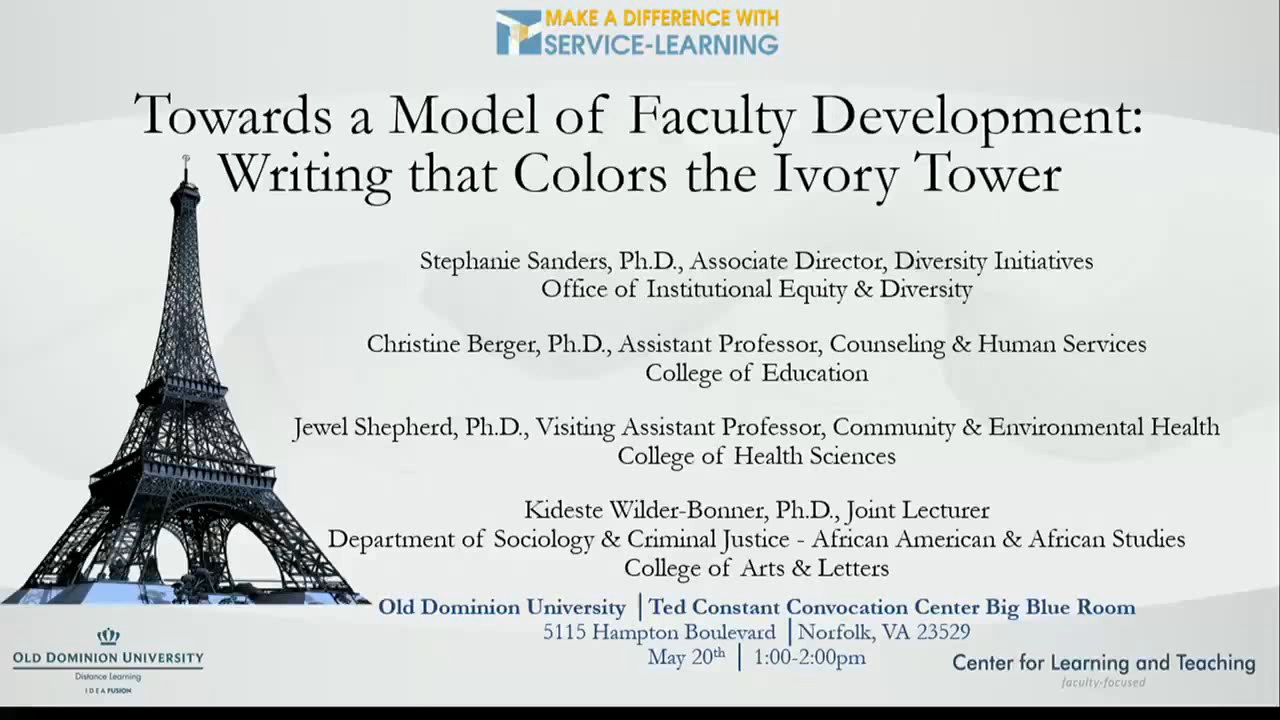 MAKE A DIFFERENCE WITH
SERVICE-LEARNING
Towards a Model of Faculty Development:
Writing that Colors the Ivory Tower
Stephanie Sanders, Ph.D., Associate Director, Diversity Initiatives
Office of Institutional Equity & Diversity
Christine Berger, Ph.D., Assistant Professor, Counseling & Human Services
College of Education
Jewel Shepherd, Ph.D., Visiting Assistant Professor, Community & Environmental Health
College of Health Sciences
Kideste Wilder-Bonner, Ph.D., Joint Lecturer
Department of Sociology & Criminal Justice - African American & African Studies
College of Arts & Letters
Old Dominion University | Ted Constant Convocation Center Big Blue Room
5115 Hampton Boulevard | Norfolk, VA 23529
May 20th | 1:00-2:00pm
OLD DOMINION UNIVERSITY
Distance Learning
IDEA FUSION
Center for Learning and Teaching
faculty-focused